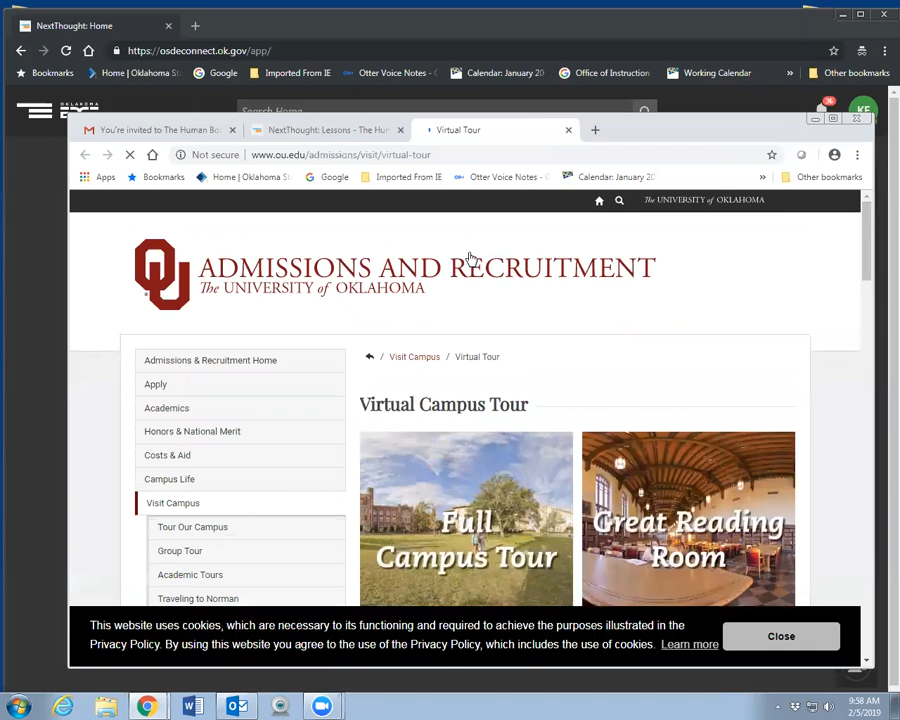 NextThought: Home
https://osdeconnect.ok.gov/app/
Bookmarks
Home | Oklahoma St
Google
Imported From IE
Otter Voice Notes - C
Calendar: January 20
Office of Instruction
Working Calendar
»
Other bookmarks
OKLAHOMA
Search Home
36
KF
You're invited to The Human Bo
NextThought: Lessons - The Hur
Virtual Tour
Not secure
www.ou.edu/admissions/visit/virtual-tour
Apps
Bookmarks
Home | Oklahoma St
Google
Imported From IE
Otter Voice Notes - C
Calendar: January 20
»
Other bookmarks
The UNIVERSITY of OKLAHOMA
OU
ADMISSIONS AND RECRUITMENT
The UNIVERSITY of OKLAHOMA
Admissions & Recruitment Home
Apply
Academics
Honors & National Merit
Costs & Aid
Campus Life
Visit Campus
Tour Our Campus
Group Tour
Academic Tours
Traveling to Norman
/ Visit Campus / Virtual Tour
Virtual Campus Tour
Full
Campus Tour
Great Reading
Room
This website uses cookies, which are necessary to its functioning and required to achieve the purposes illustrated in the
Privacy Policy. By using this website you agree to the use of the Privacy Policy, which includes the use of cookies. Learn more
Close
9:58 AM
2/5/2019